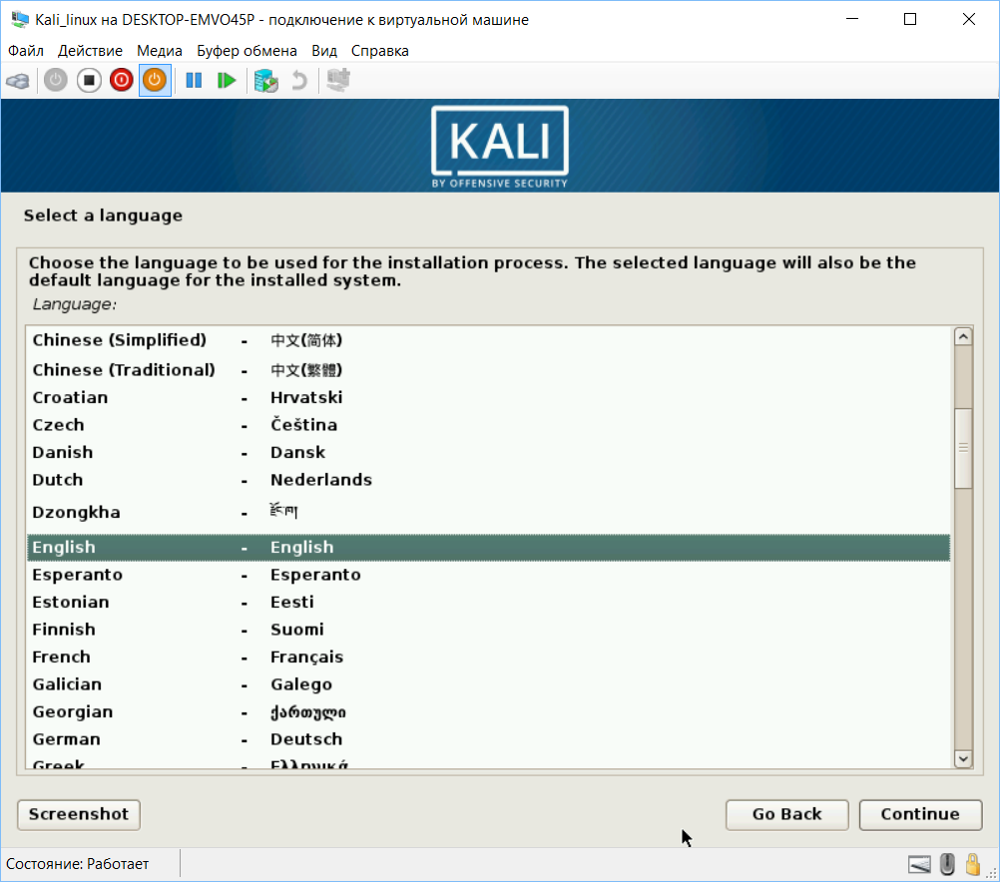 Kali_linux на DESKTOP-EMVO45P - подключение к виртуальной машине
Файл Действие Медиа Буфер обмена Вид Справка
KALI
BY OFFENSIVE SECURITY
Select a language
Choose the language to be used for the installation process. The selected language will also be the
default language for the installed system.
Language:
Chinese (Simplified) - 中文(简体)
Chinese (Traditional) - 中文(繁體)
Croatian - Hrvatski
Czech - Čeština
Danish - Dansk
Dutch - Nederlands
Dzongkha - རྫོང་ཁ།
English - English
Esperanto - Esperanto
Estonian - Eesti
Finnish - Suomi
French - Français
Galician - Galego
Georgian - ქართული
German - Deutsch
Greek - Ελληνικά
Screenshot Go Back Continue
Состояние: Работает